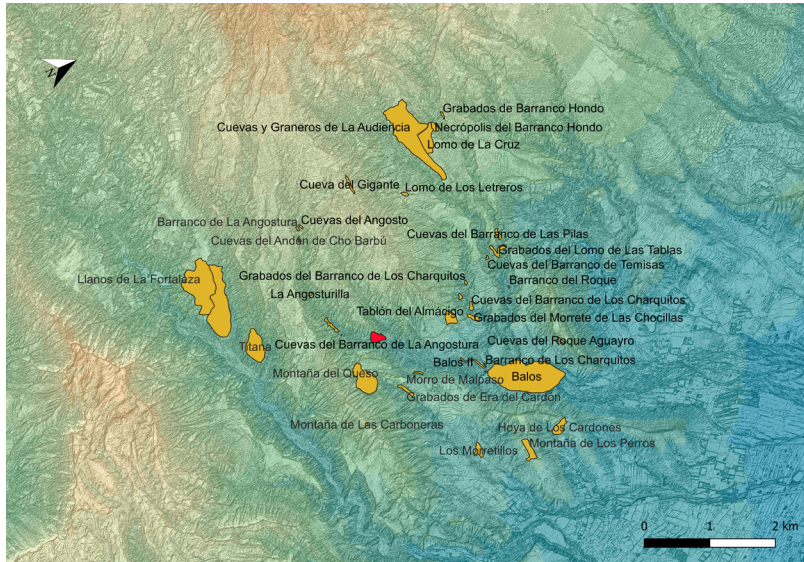 N
Grabados de Barranco Hondo
Cuevas y Graneros de La Audiencia
Necrópolis del Barranco Hondo
Lomo de La Cruz
Cueva del Gigante
Lomo de Los Letreros
Barranco de La Angostura
Cuevas del Angosto
Cuevas del Barranco de Las Pilas
Cuevas del Andén de Cho Barbú
Grabados del Lomo de Las Tablas
Cuevas del Barranco de Temisas
Llanos de La Fortaleza
Grabados del Barranco de Los Charquitos
Barranco del Roque
La Angosturilla
Cuevas del Barranco de Los Charquitos
Tablón del Almácigo
Grabados del Morrete de Las Chocillas
Titana
Cuevas del Barranco de La Angostura
Cuevas del Roque Aguayro
Balos II
Barranco de Los Charquitos
Montaña del Queso
Morro de Malpaso
Balos
Grabados de Era del Cardón
Montaña de Las Carboneras
Hoya de Los Cardones
Los Morretillos
Montaña de Los Perros
0 1 2 km